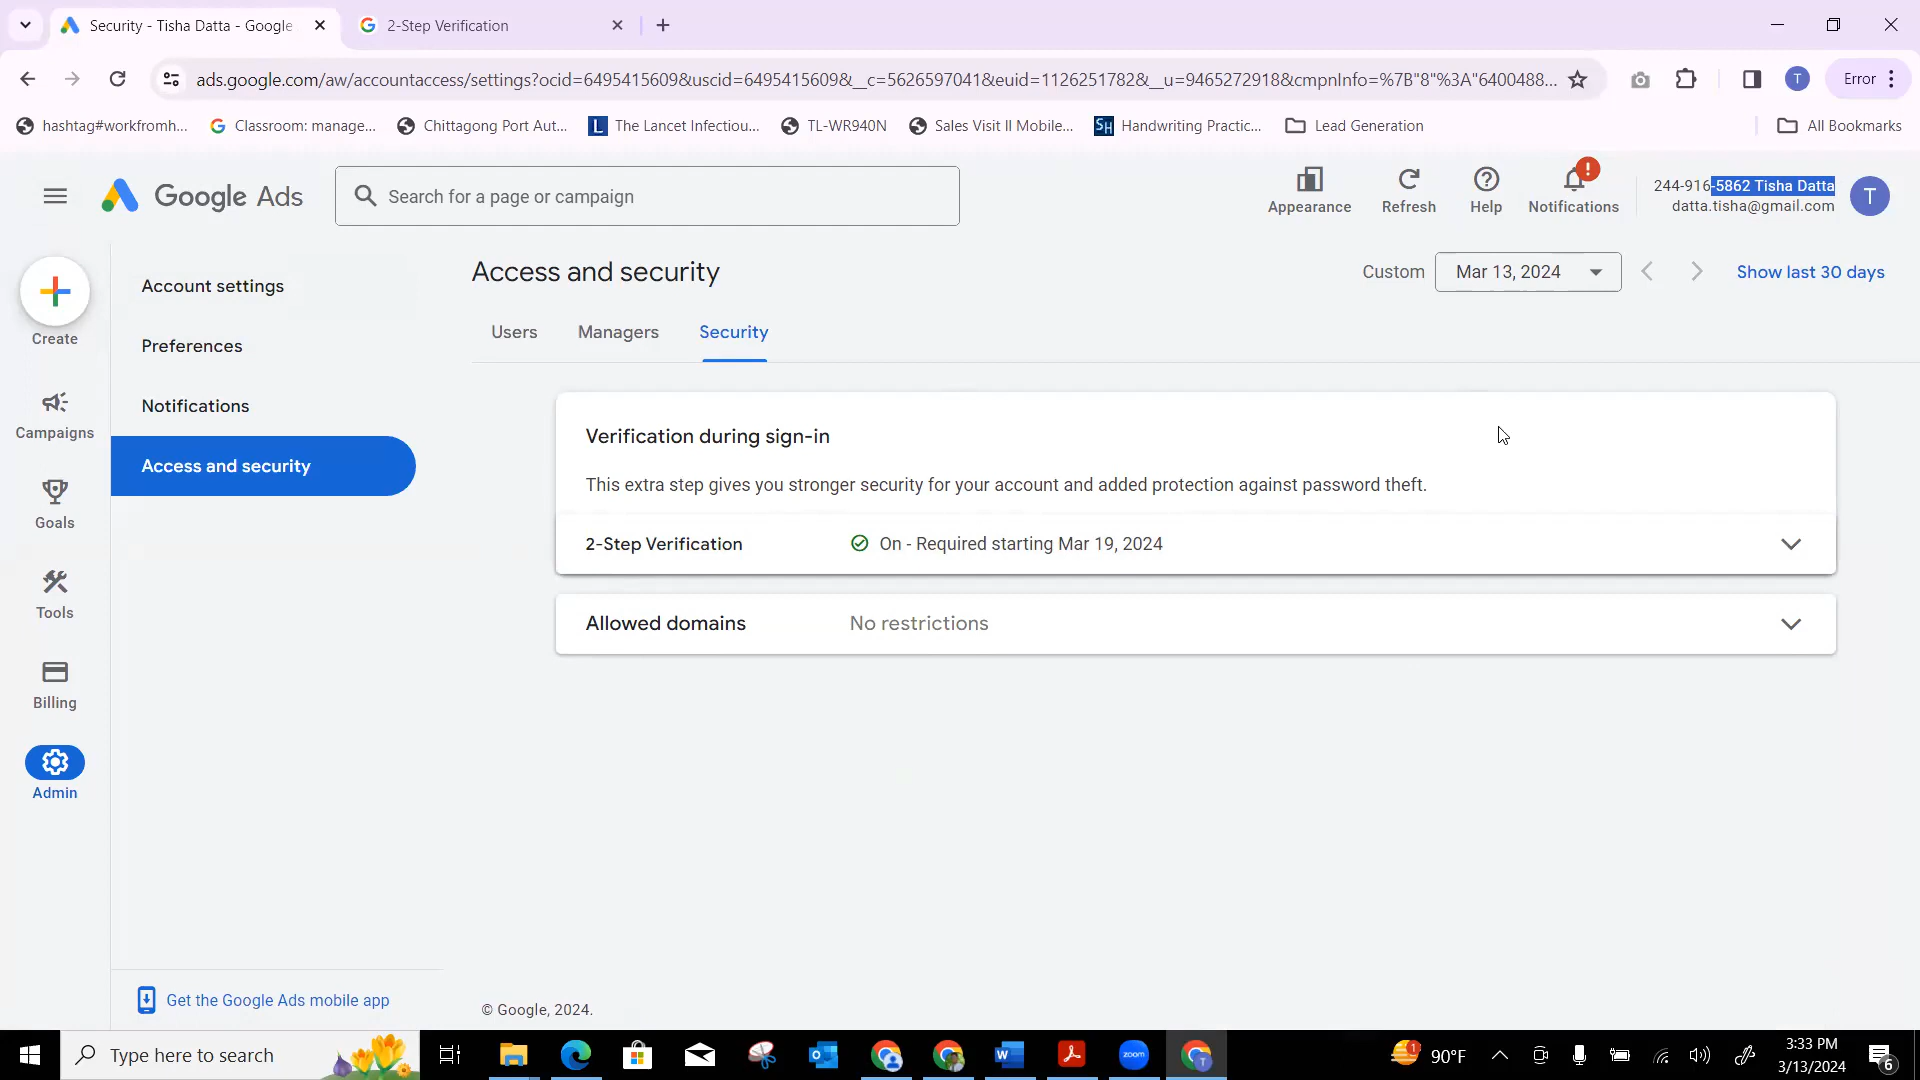 Security - Tisha Datta - Google
2-Step Verification
ads.google.com/aw/accountaccess/settings?ocid=6495415609&uscid=6495415609&__c=5626597041&euid=1126251782&__u=9465272918&cmpnInfo=%7B"8"%3A"6400488...
T
Error
hashtag#workfromh...
Classroom: manage...
Chittagong Port Aut...
The Lancet Infectiou...
TL-WR940N
Sales Visit II Mobile...
Handwriting Practic...
Lead Generation
All Bookmarks
Google Ads
Search for a page or campaign
Appearance
Refresh
Help
Notifications
244-916-5862 Tisha Datta
datta.tisha@gmail.com
T
Create
Campaigns
Goals
Tools
Billing
Admin
Account settings
Preferences
Notifications
Access and security
Access and security
Custom
Mar 13, 2024
Show last 30 days
Users
Managers
Security
Verification during sign-in
This extra step gives you stronger security for your account and added protection against password theft.
2-Step Verification
On - Required starting Mar 19, 2024
Allowed domains
No restrictions
Get the Google Ads mobile app
© Google, 2024.
Type here to search
zoom
90°F
3:33 PM
3/13/2024
6